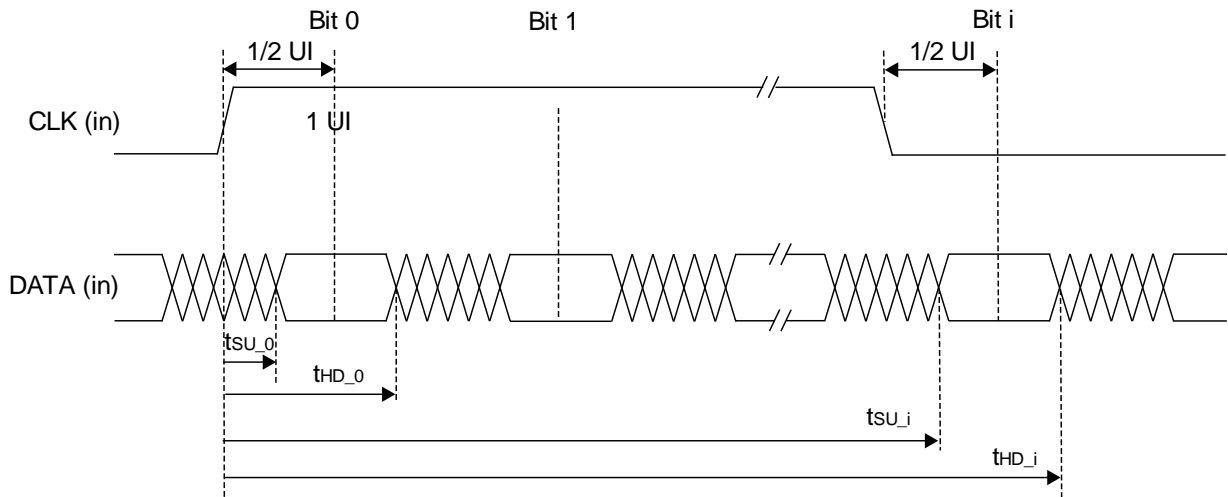 Bit 0 Bit 1 Bit i
1/2 UI 1/2 UI
CLK (in) 1 UI
DATA (in)
tSU_0
tHD_0
tSU_i
tHD_i